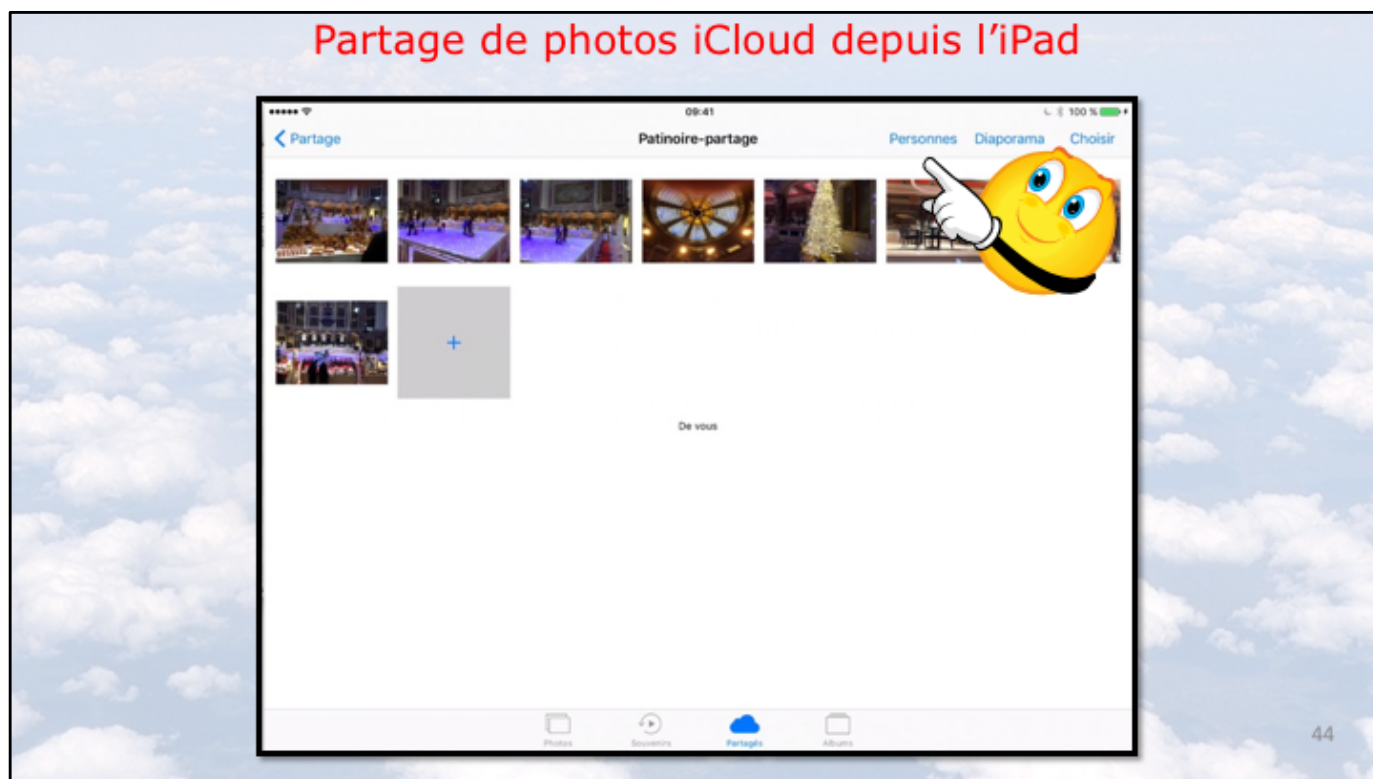 Partage de photos iCloud depuis l'iPad
09:41 100 %
Partage Patinoire-partage Personnes Diaporama Choisir
+
De vous
Photos Souvenirs Partagés Albums
44